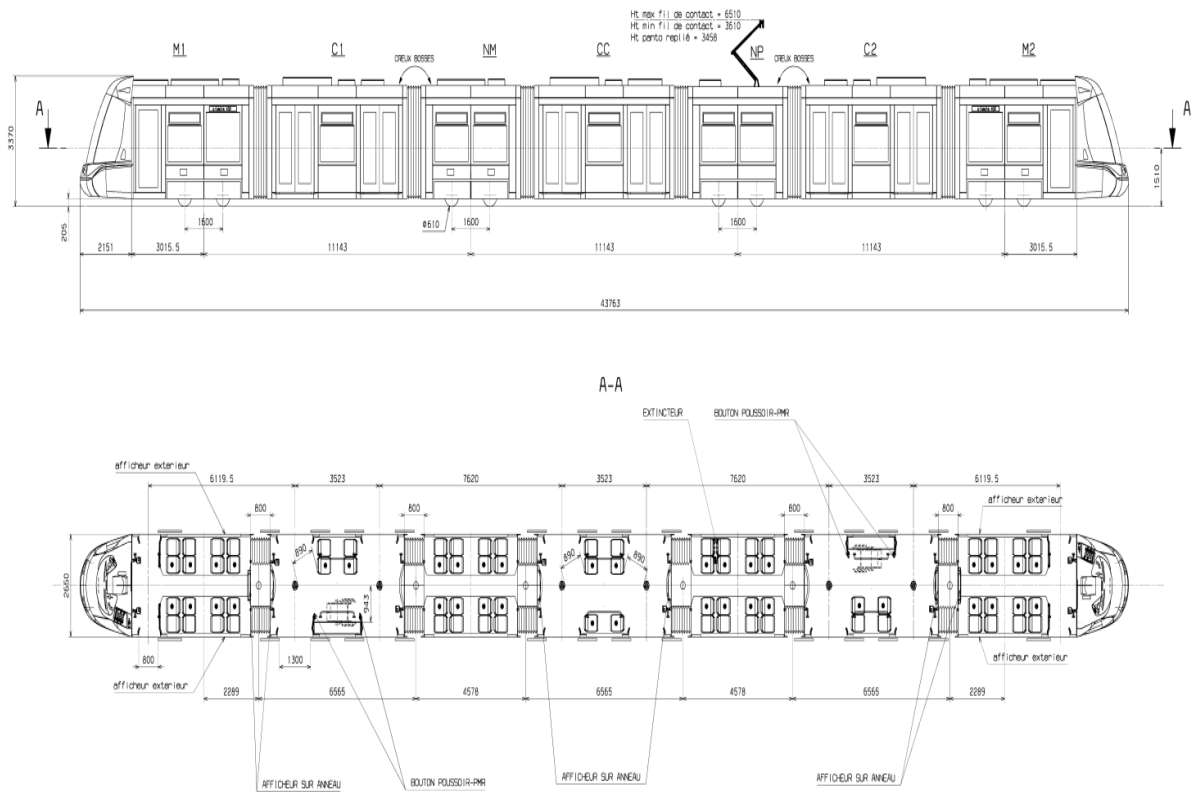 Ht max fil de contact = 6510
Ht min fil de contact = 3610
Ht panto replié = 3458
M1
C1
NM
CC
NP
C2
M2
CREUX BOSSES
CREUX BOSSES
A
A
3370
1510
205
1600
Ø610
1600
1600
2151
3015.5
11143
11143
11143
3015.5
43763
A-A
EXTINCTEUR
BOUTON POUSSOIR-PMR
afficheur exterieur
6119.5
3523
7620
3523
7620
3523
6119.5
afficheur exterieur
800
800
800
800
890
890
890
2650
943
800
1300
afficheur exterieur
afficheur exterieur
2289
6565
4578
6565
4578
6565
2289
AFFICHEUR SUR ANNEAU
BOUTON POUSSOIR-PMR
AFFICHEUR SUR ANNEAU
AFFICHEUR SUR ANNEAU